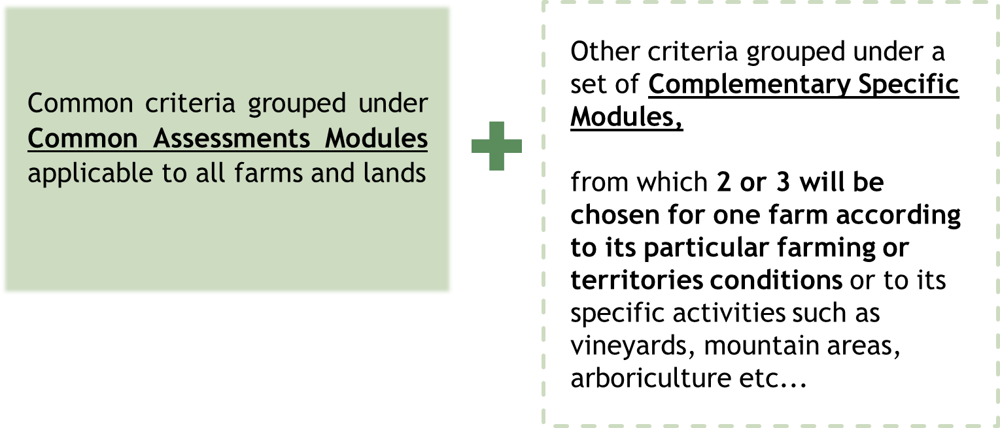 Common criteria grouped under
Common Assessments Modules
applicable to all farms and lands
Other criteria grouped under a
set of Complementary Specific
Modules,
from which 2 or 3 will be
chosen for one farm according
to its particular farming or
territories conditions or to its
specific activities such as
vineyards, mountain areas,
arboriculture etc...